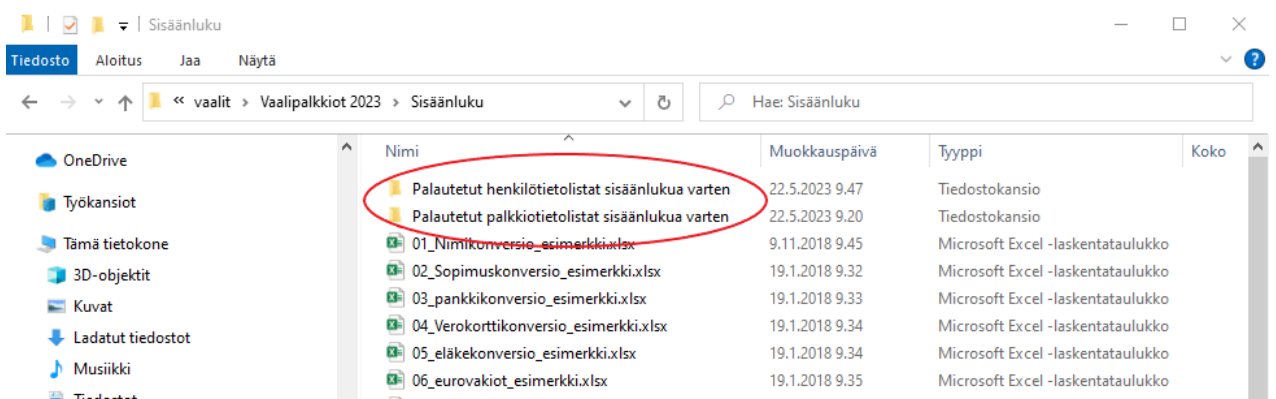 Sisäänluku
Tiedosto Aloitus Jaa Näytä
« vaalit > Vaalipalkkiot 2023 > Sisäänluku Hae: Sisäänluku
Nimi Muokkauspäivä Tyyppi Koko
OneDrive
Työkansiot
Tämä tietokone
3D-objektit
Kuvat
Ladatut tiedostot
Musiikki
Tiedostot
Palautetut henkilötietolistat sisäänlukua varten 22.5.2023 9.47 Tiedostokansio
Palautetut palkkiotietolistat sisäänlukua varten 22.5.2023 9.20 Tiedostokansio
01_Nimikonversio_esimerkki.xlsx 9.11.2018 9.45 Microsoft Excel -laskentataulukko
02_Sopimuskonversio_esimerkki.xlsx 19.1.2018 9.32 Microsoft Excel -laskentataulukko
03_pankkikonversio_esimerkki.xlsx 19.1.2018 9.33 Microsoft Excel -laskentataulukko
04_Verokorttikonversio_esimerkki.xlsx 19.1.2018 9.34 Microsoft Excel -laskentataulukko
05_eläkekonversio_esimerkki.xlsx 19.1.2018 9.34 Microsoft Excel -laskentataulukko
06_eurovakiot_esimerkki.xlsx 19.1.2018 9.35 Microsoft Excel -laskentataulukko